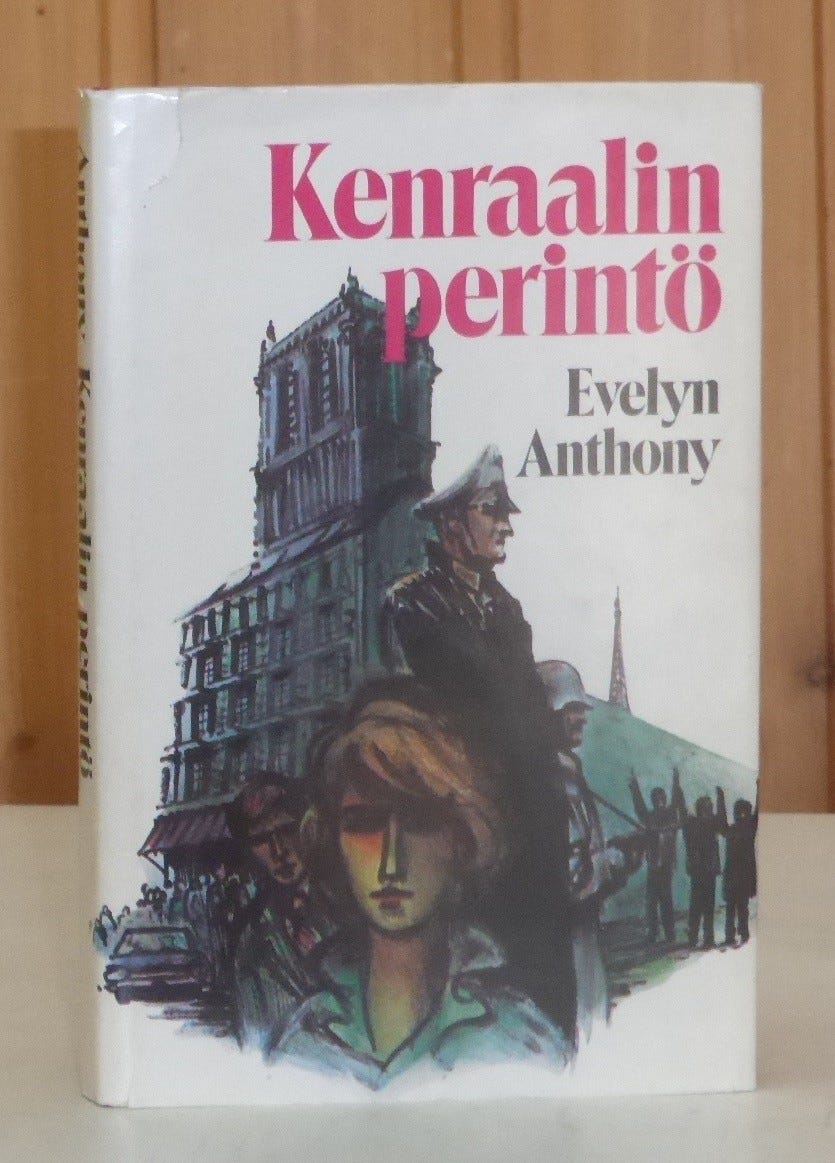 Kenraalin
perintö
Evelyn
Anthony
Anthony Kenraalin perintö